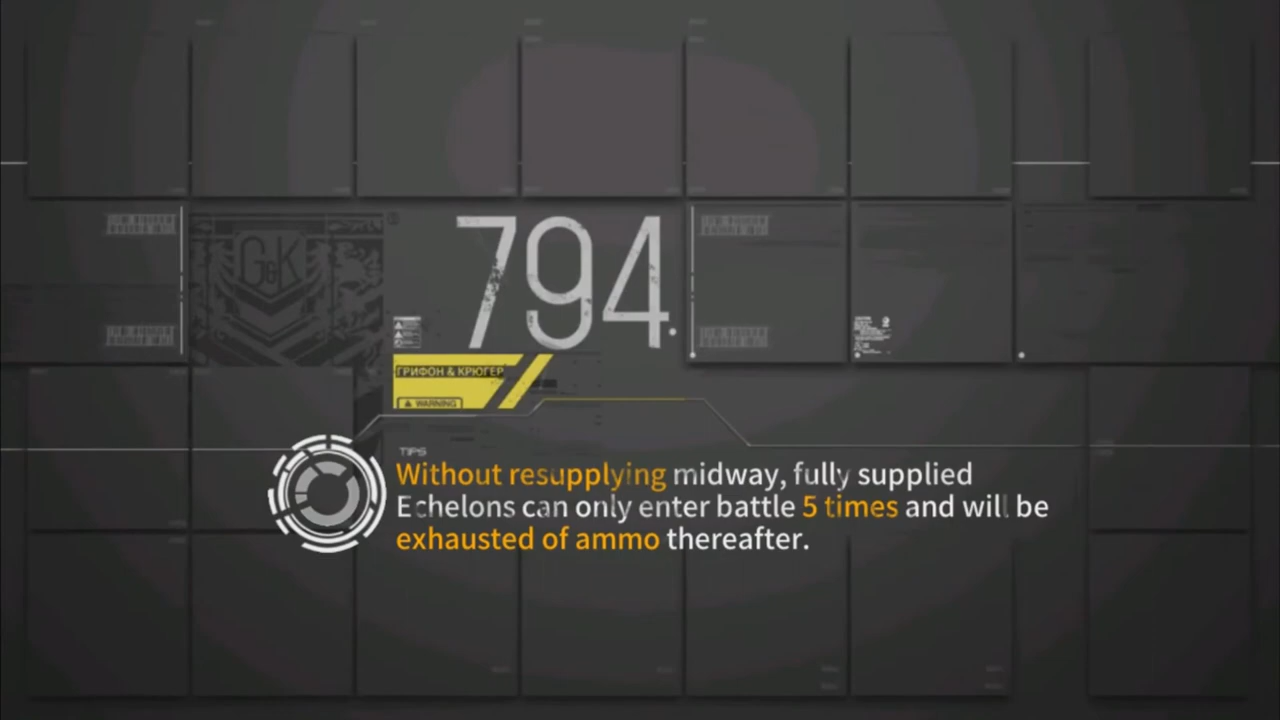 G&K
794.
ГРИФОН & КРЮГЕР
WARNING
TIPS
Without resupplying midway, fully supplied
Echelons can only enter battle 5 times and will be
exhausted of ammo thereafter.